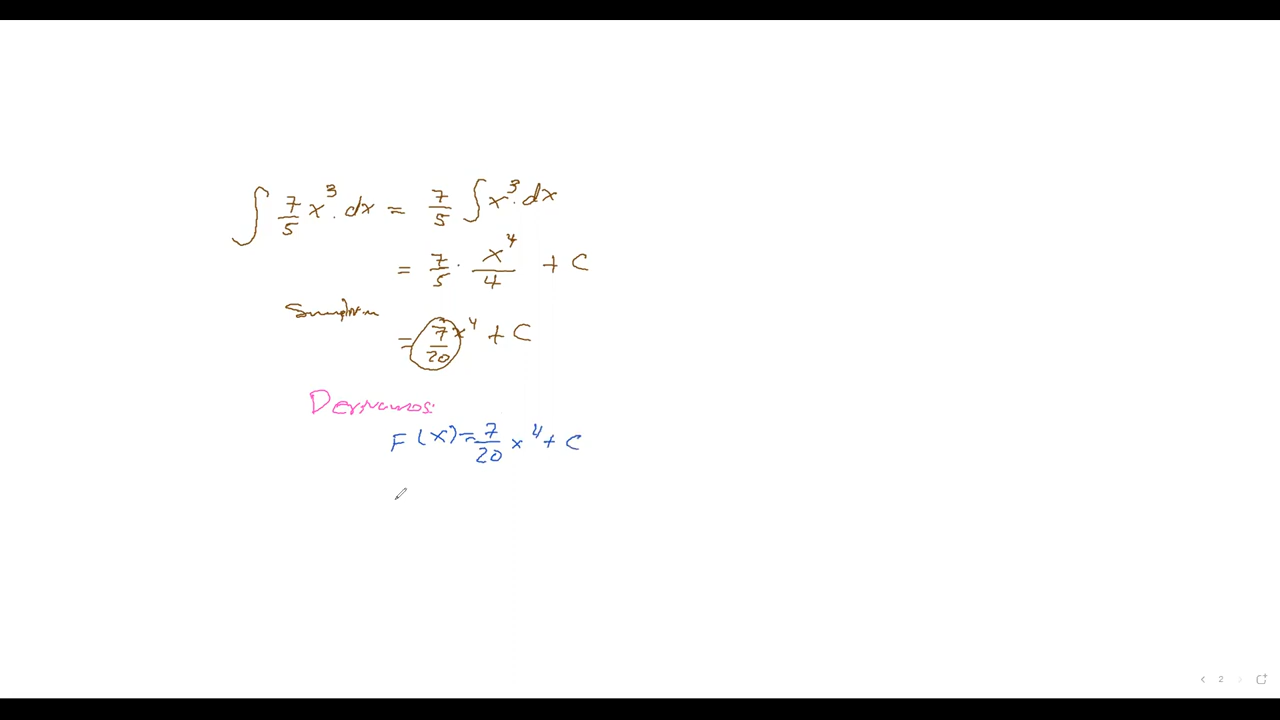 ∫ 7/5 x³ . dx = 7/5 ∫ x³ . dx
= 7/5 · x⁴/4 + C
= 7/20 x⁴ + C
Derivamos:
F(x) = 7/20 x⁴ + C
2